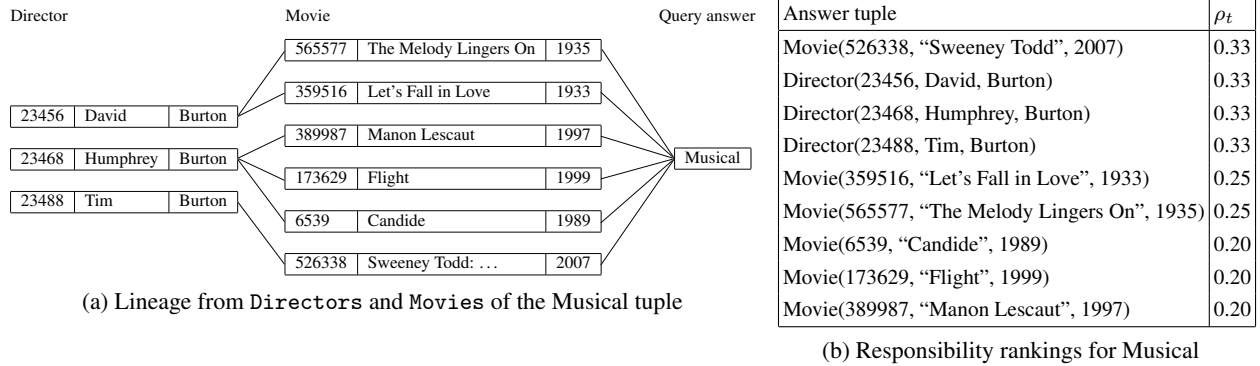 Director Movie Query answer
565577 The Melody Lingers On 1935
359516 Let's Fall in Love 1933
23456 David Burton
389987 Manon Lescaut 1997
23468 Humphrey Burton
Musical
173629 Flight 1999
23488 Tim Burton
6539 Candide 1989
526338 Sweeney Todd: … 2007
(a) Lineage from Directors and Movies of the Musical tuple
Answer tuple ρt
Movie(526338, “Sweeney Todd”, 2007) 0.33
Director(23456, David, Burton) 0.33
Director(23468, Humphrey, Burton) 0.33
Director(23488, Tim, Burton) 0.33
Movie(359516, “Let’s Fall in Love”, 1933) 0.25
Movie(565577, “The Melody Lingers On”, 1935) 0.25
Movie(6539, “Candide”, 1989) 0.20
Movie(173629, “Flight”, 1999) 0.20
Movie(389987, “Manon Lescaut”, 1997) 0.20
(b) Responsibility rankings for Musical